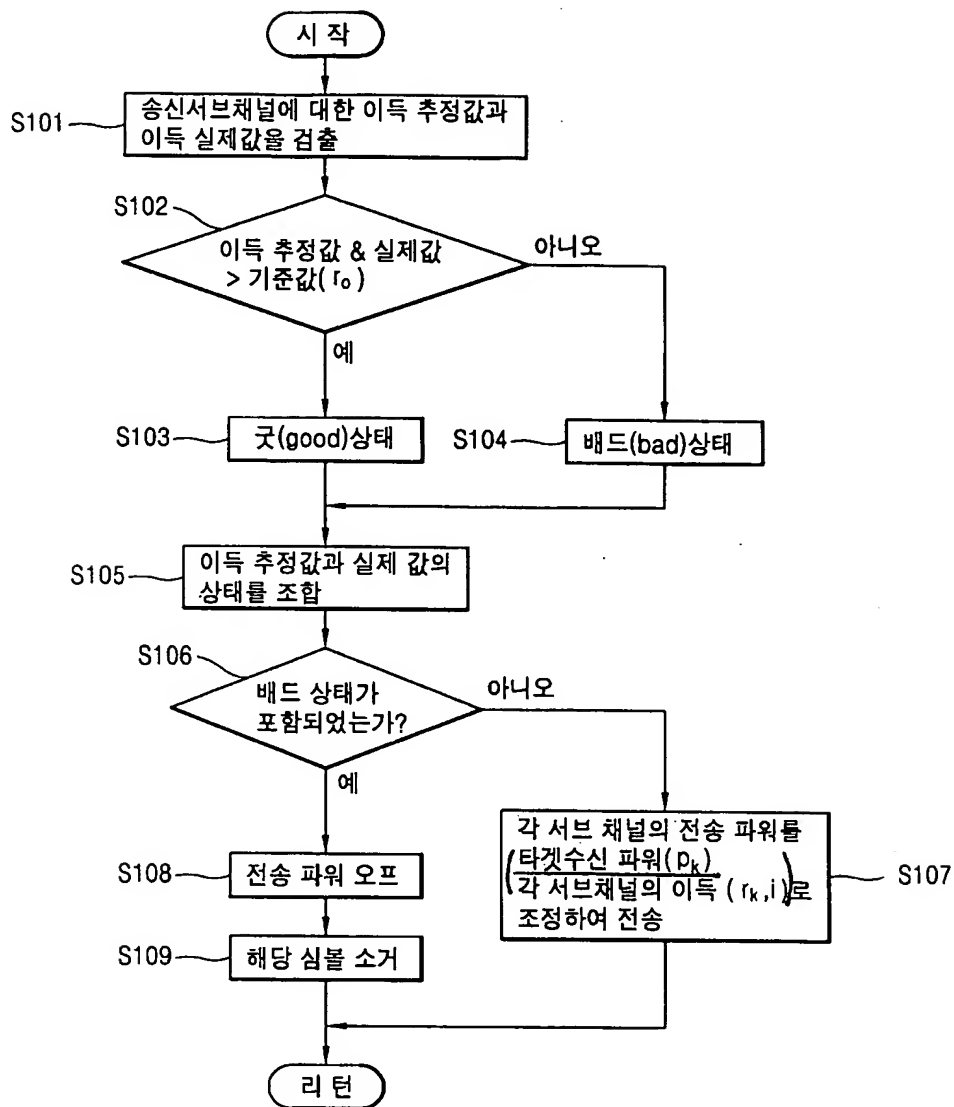 시 작
S101
송신서브채널에 대한 이득 추정값과
이득 실제값을 검출
S102
이득 추정값 & 실제값
> 기준값(r₀)
아니오
예
S103
굿(good)상태
S104
배드(bad)상태
S105
이득 추정값과 실제 값의
상태를 조합
S106
배드 상태가
포함되었는가?
아니오
예
각 서브 채널의 전송 파워를
(타겟수신 파워(pₖ)
각 서브채널의 이득 (rₖ,i))로
조정하여 전송
S107
S108
전송 파워 오프
S109
해당 심볼 소거
리 턴